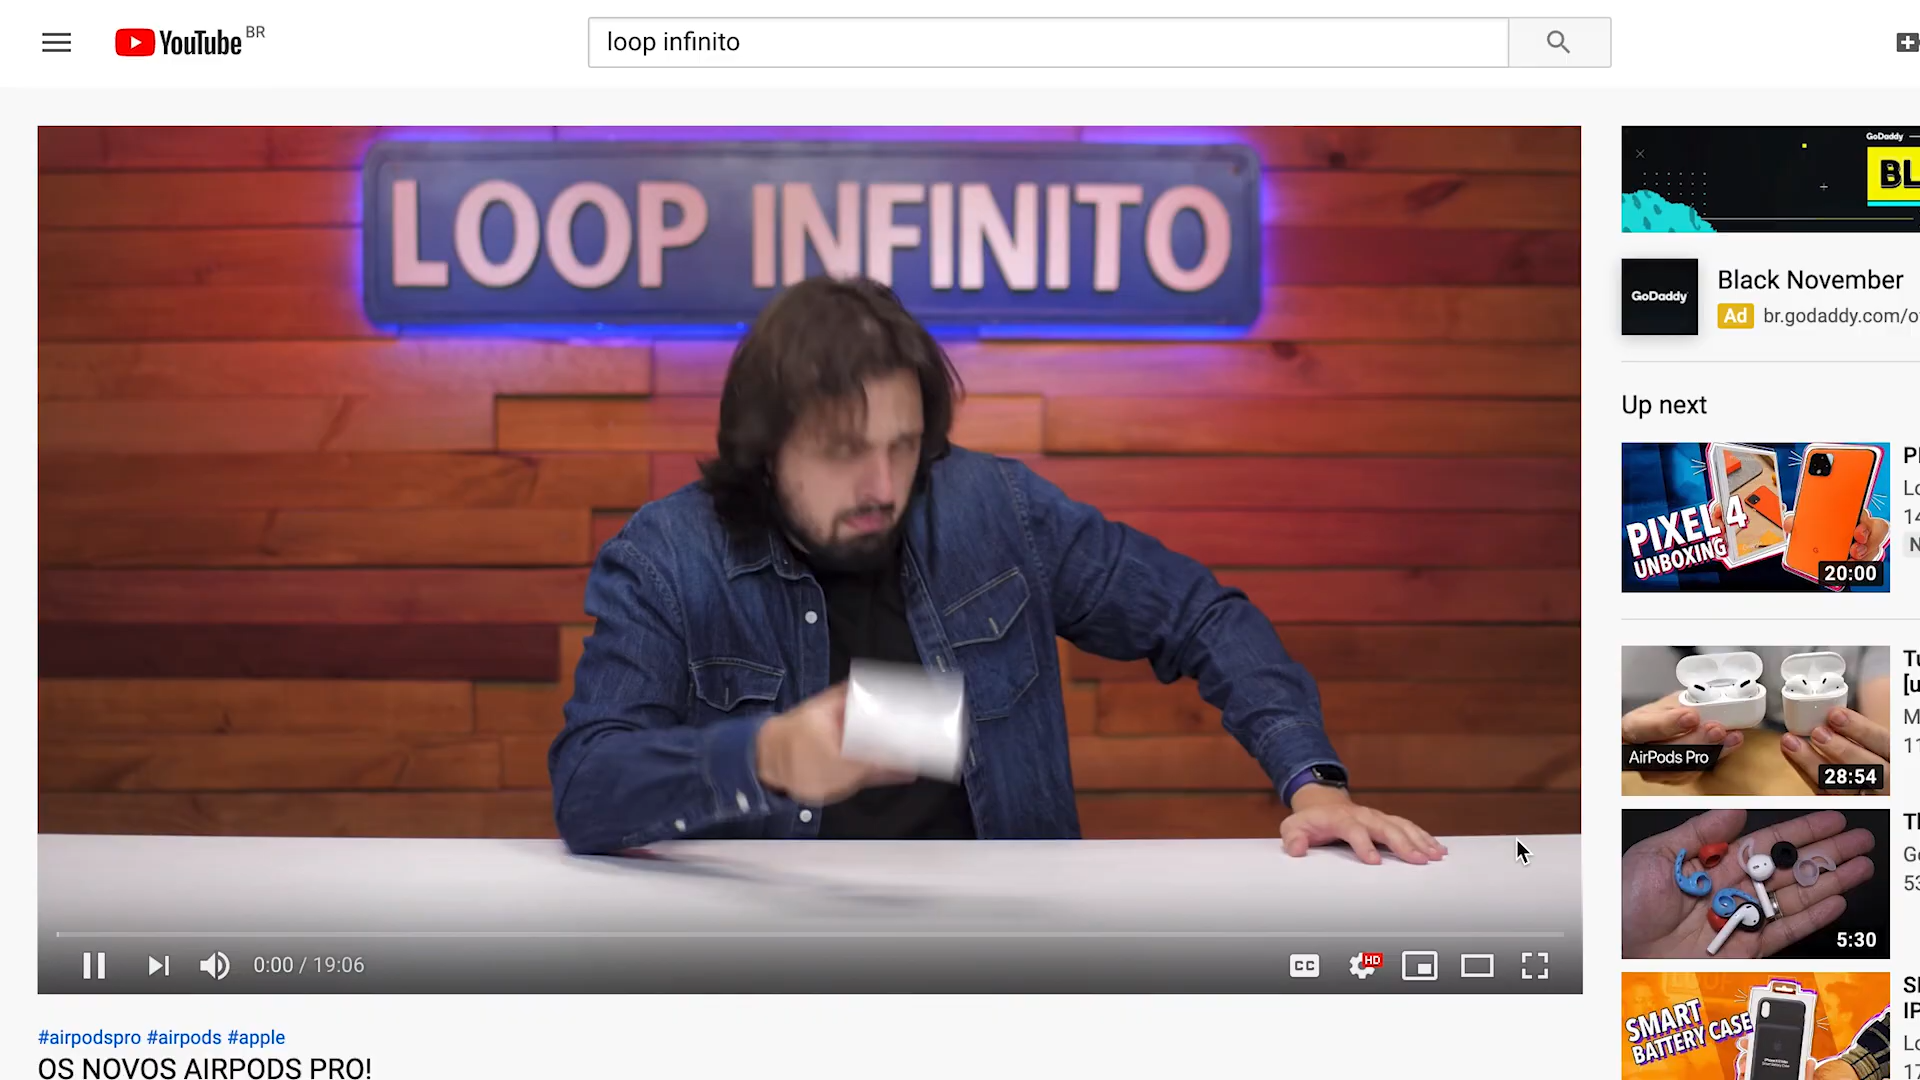 YouTube BR
loop infinito
LOOP INFINITO
GoDaddy
BL
GoDaddy
Black November
Ad br.godaddy.com/o
Up next
PIXEL 4
UNBOXING
20:00
AirPods Pro
28:54
5:30
SMART
BATTERY CASE
0:00 / 19:06
CC
HD
#airpodspro #airpods #apple
OS NOVOS AIRPODS PRO!